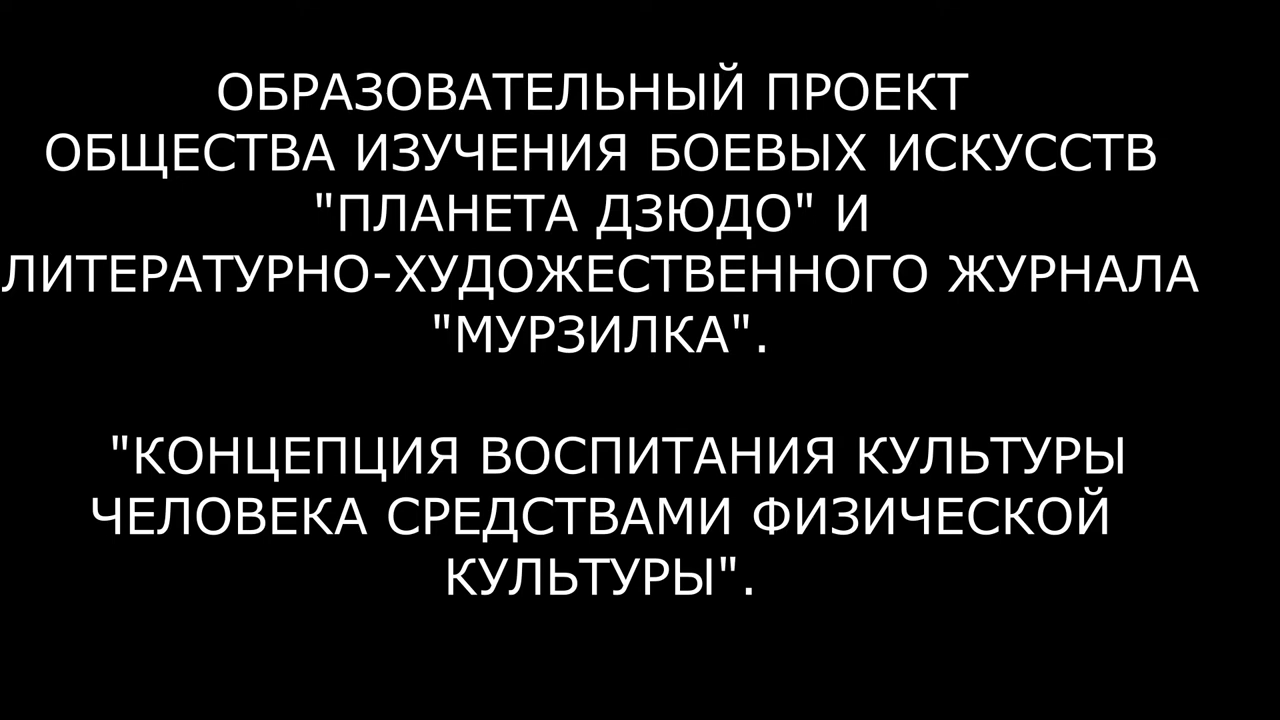 ОБРАЗОВАТЕЛЬНЫЙ ПРОЕКТ
ОБЩЕСТВА ИЗУЧЕНИЯ БОЕВЫХ ИСКУССТВ
"ПЛАНЕТА ДЗЮДО" И
ЛИТЕРАТУРНО-ХУДОЖЕСТВЕННОГО ЖУРНАЛА
"МУРЗИЛКА".
"КОНЦЕПЦИЯ ВОСПИТАНИЯ КУЛЬТУРЫ
ЧЕЛОВЕКА СРЕДСТВАМИ ФИЗИЧЕСКОЙ
КУЛЬТУРЫ".